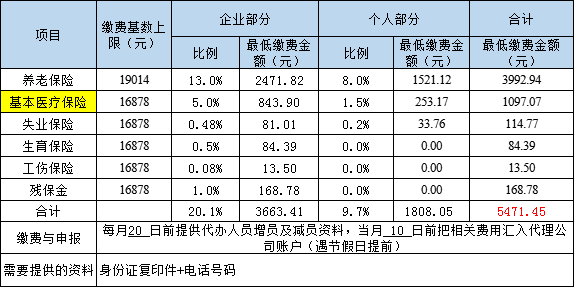 项目 缴费基数上限（元） 企业部分 个人部分 合计
比例 最低缴费金额（元） 比例 最低缴费金额（元） 最低缴费金额（元）
养老保险 19014 13.0% 2471.82 8.0% 1521.12 3992.94
基本医疗保险 16878 5.0% 843.90 1.5% 253.17 1097.07
失业保险 16878 0.48% 81.01 0.2% 33.76 114.77
生育保险 16878 0.5% 84.39 0.0% 0.00 84.39
工伤保险 16878 0.08% 13.50 0.0% 0.00 13.50
残保金 16878 1.0% 168.78 0.0% 0.00 168.78
合计 20.1% 3663.41 9.7% 1808.05 5471.45
缴费与申报 每月20 日前提供代办人员增员及减员资料，当月 10 日前把相关费用汇入代理公
司账户（遇节假日提前）
需要提供的资料 身份证复印件+电话号码